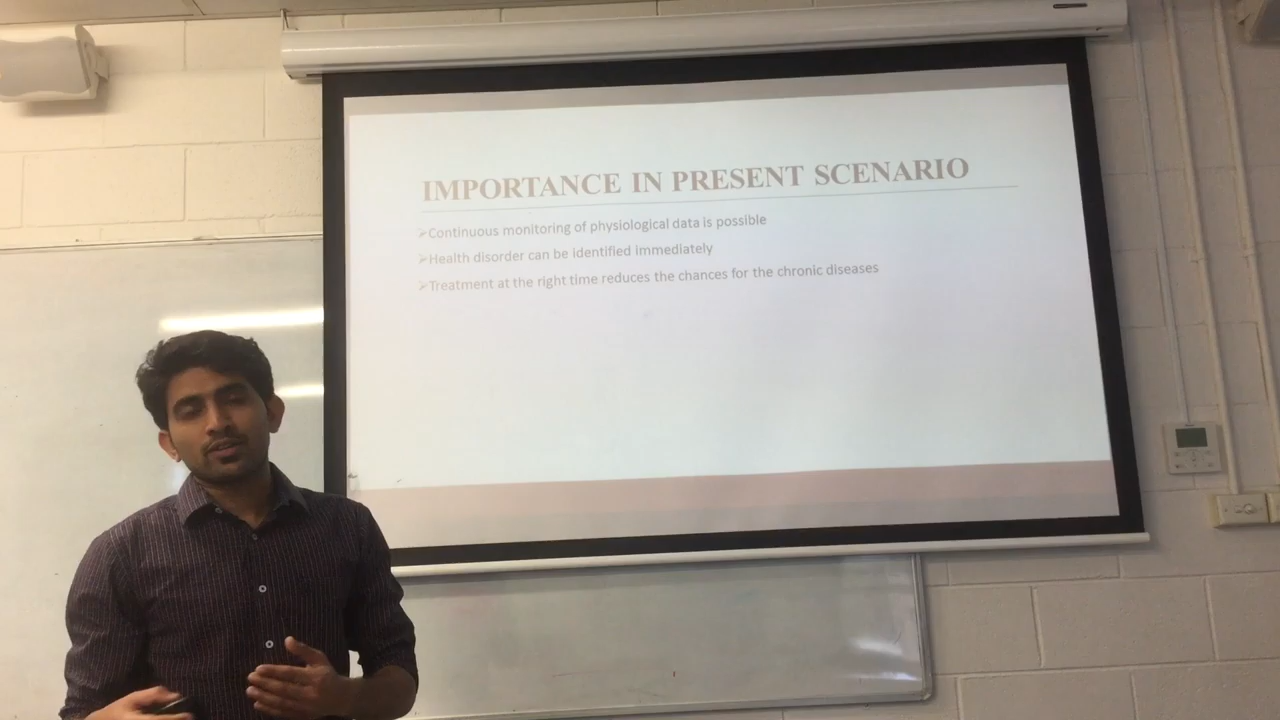 IMPORTANCE IN PRESENT SCENARIO
➢Continuous monitoring of physiological data is possible
➢Health disorder can be identified immediately
➢Treatment at the right time reduces the chances for the chronic diseases